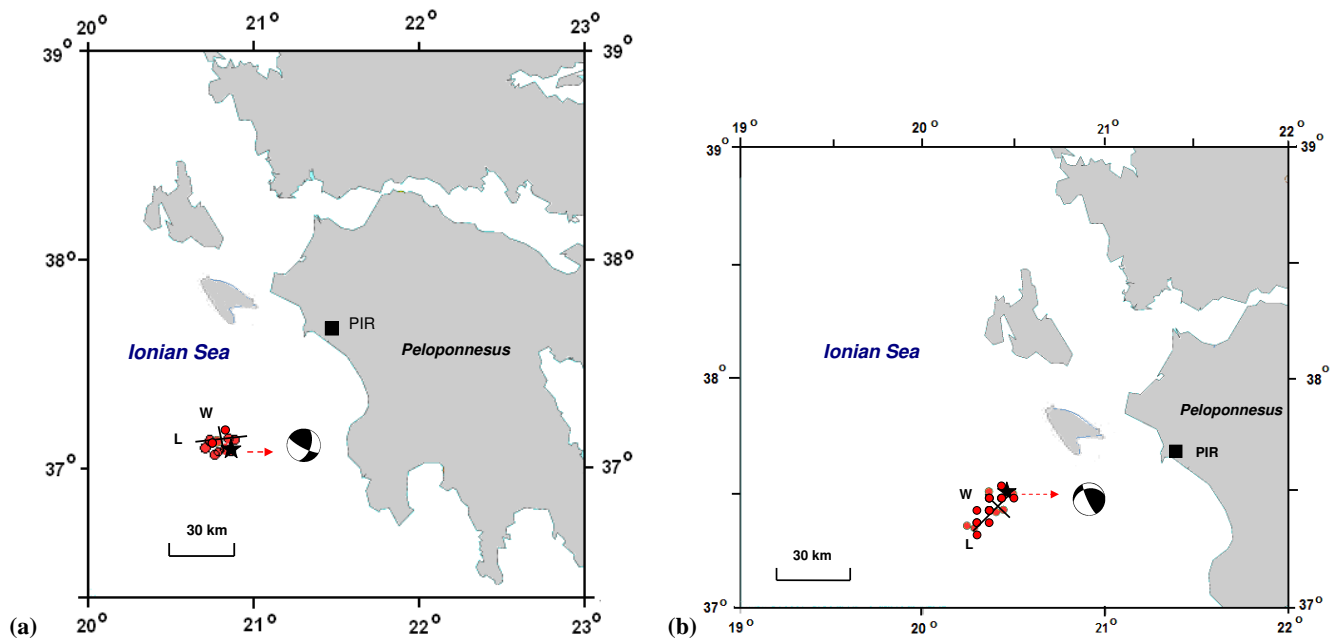 20° 21° 22° 23°
39° 39°
38° 38°
PIR
Ionian Sea
Peloponnesus
W
L
37° 37°
30 km
20° 21° 22° 23°
(a)
19° 20° 21° 22°
39° 39°
Ionian Sea
38° 38°
Peloponnesus
PIR
W
L
30 km
37° 37°
19° 20° 21° 22°
(b)